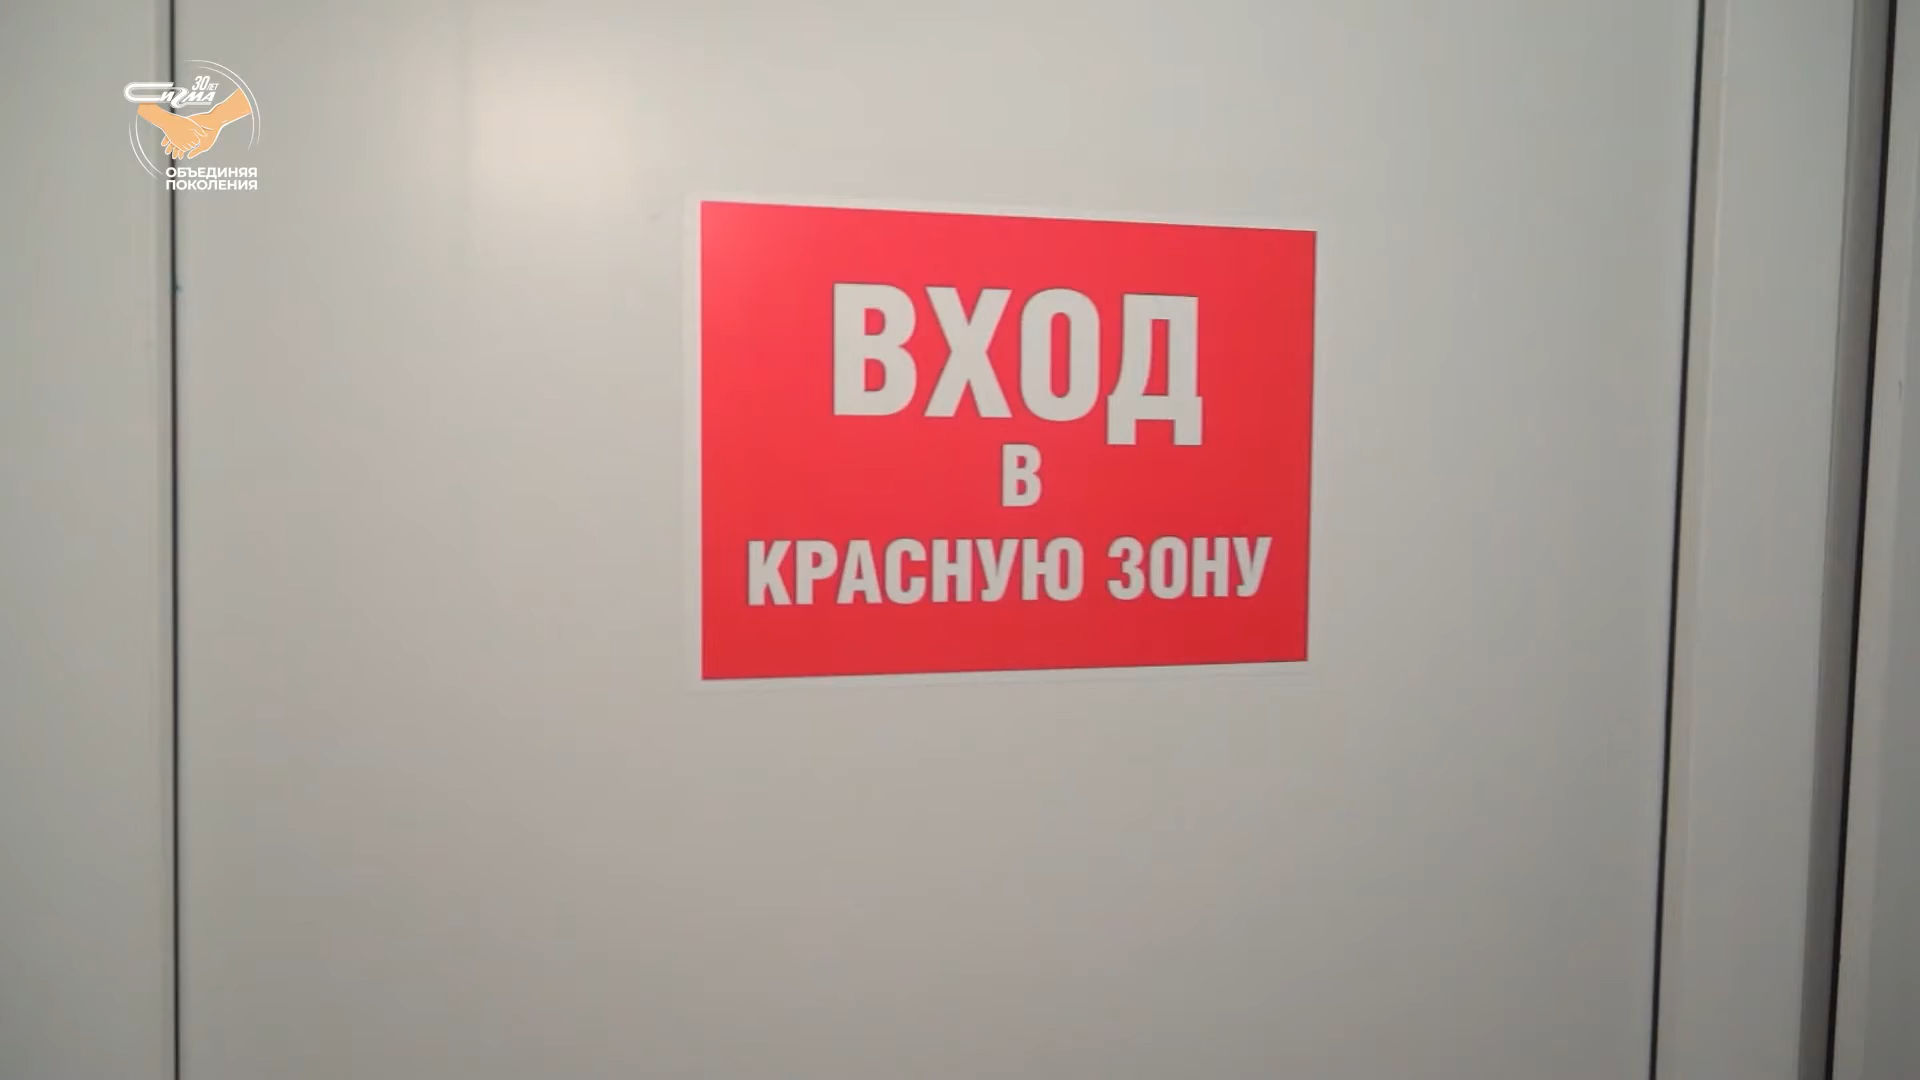 30 ЛЕТ
СИГМА
ОБЪЕДИНЯЯ
ПОКОЛЕНИЯ
ВХОД
В
КРАСНУЮ ЗОНУ